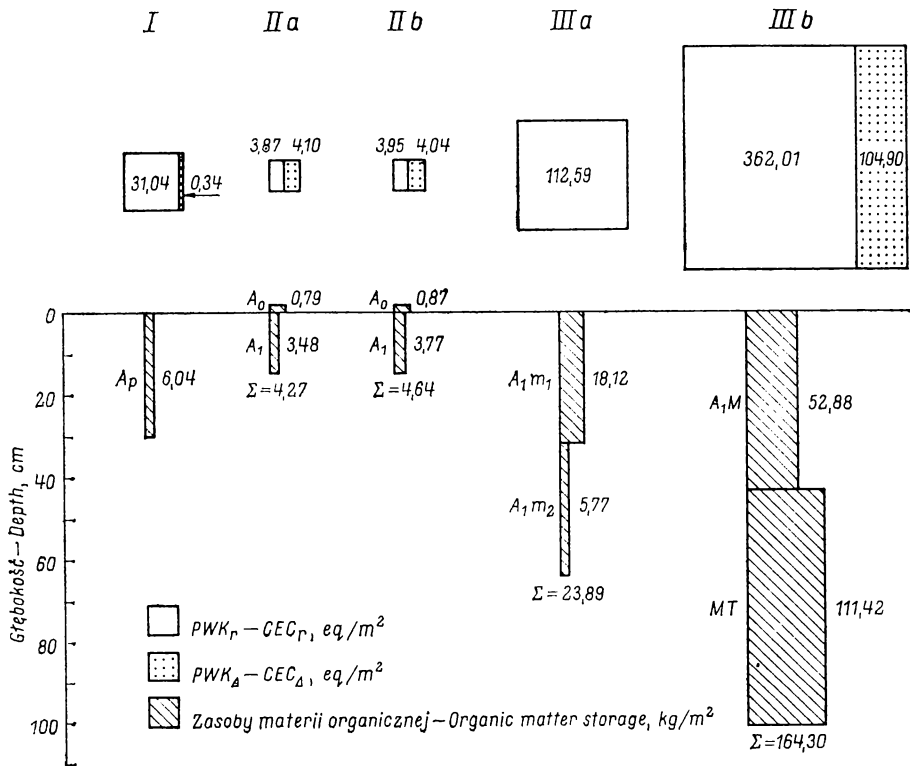 I IIa IIb IIIa IIIb
31,04 0,34
3,87 4,10
3,95 4,04
112,59
362,01 104,90
Głębokość – Depth, cm
0
20
40
60
80
100
Ap 6,04
A₀ 0,79
A₁ 3,48
Σ=4,27
A₀ 0,87
A₁ 3,77
Σ=4,64
A₁m₁ 18,12
A₁m₂ 5,77
Σ=23,89
A₁M 52,88
MT 111,42
Σ=164,30
PWKᵣ – CECᵣ, eq/m²
PWK_Δ – CEC_Δ, eq/m²
Zasoby materii organicznej – Organic matter storage, kg/m²